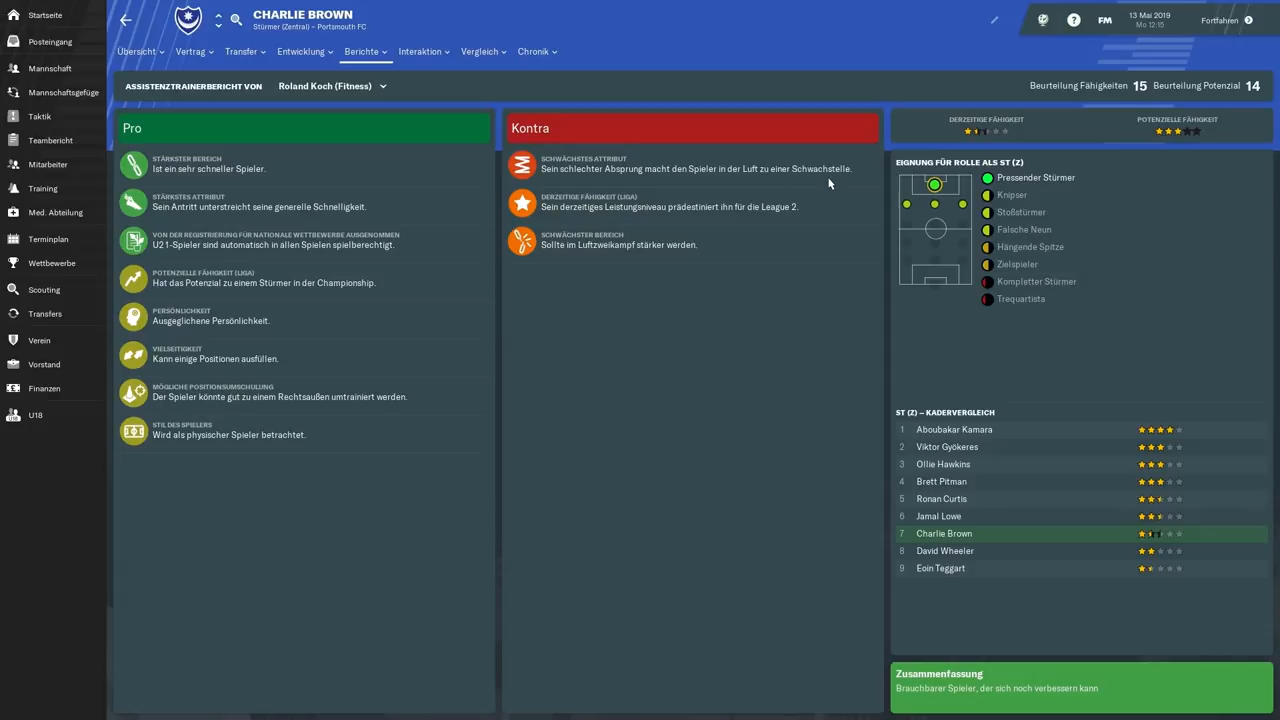 Startseite
Posteingang
Mannschaft
Mannschaftsgefüge
Taktik
Teambericht
Mitarbeiter
Training
Med. Abteilung
Terminplan
Wettbewerbe
Scouting
Transfers
Verein
Vorstand
Finanzen
U18
CHARLIE BROWN
Stürmer (Zentral) - Portsmouth FC
FM
13 Mai 2019
Mo 12:15
Fortfahren
Übersicht Vertrag Transfer Entwicklung Berichte Interaktion Vergleich Chronik
ASSISTENZTRAINERBERICHT VON Roland Koch (Fitness)
Beurteilung Fähigkeiten 15 Beurteilung Potenzial 14
Pro
STÄRKSTER BEREICH
Ist ein sehr schneller Spieler.
STÄRKSTES ATTRIBUT
Sein Antritt unterstreicht seine generelle Schnelligkeit.
VON DER REGISTRIERUNG FÜR NATIONALE WETTBEWERBE AUSGENOMMEN
U21-Spieler sind automatisch in allen Spielen spielberechtigt.
POTENZIELLE FÄHIGKEIT (LIGA)
Hat das Potenzial zu einem Stürmer in der Championship.
PERSÖNLICHKEIT
Ausgeglichene Persönlichkeit.
VIELSEITIGKEIT
Kann einige Positionen ausfüllen.
MÖGLICHE POSITIONSUMSCHULUNG
Der Spieler könnte gut zu einem Rechtsaußen umtrainiert werden.
STIL DES SPIELERS
Wird als physischer Spieler betrachtet.
Kontra
SCHWÄCHSTES ATTRIBUT
Sein schlechter Absprung macht den Spieler in der Luft zu einer Schwachstelle.
DERZEITIGE FÄHIGKEIT (LIGA)
Sein derzeitiges Leistungsniveau prädestiniert ihn für die League 2.
SCHWÄCHSTER BEREICH
Sollte im Luftzweikampf stärker werden.
DERZEITIGE FÄHIGKEIT
POTENZIELLE FÄHIGKEIT
EIGNUNG FÜR ROLLE ALS ST (Z)
Pressender Stürmer
Knipser
Stoßstürmer
Falsche Neun
Hängende Spitze
Zielspieler
Kompletter Stürmer
Trequartista
ST (Z) – KADERVERGLEICH
1 Aboubakar Kamara
2 Viktor Gyökeres
3 Ollie Hawkins
4 Brett Pitman
5 Ronan Curtis
6 Jamal Lowe
7 Charlie Brown
8 David Wheeler
9 Eoin Teggart
Zusammenfassung
Brauchbarer Spieler, der sich noch verbessern kann